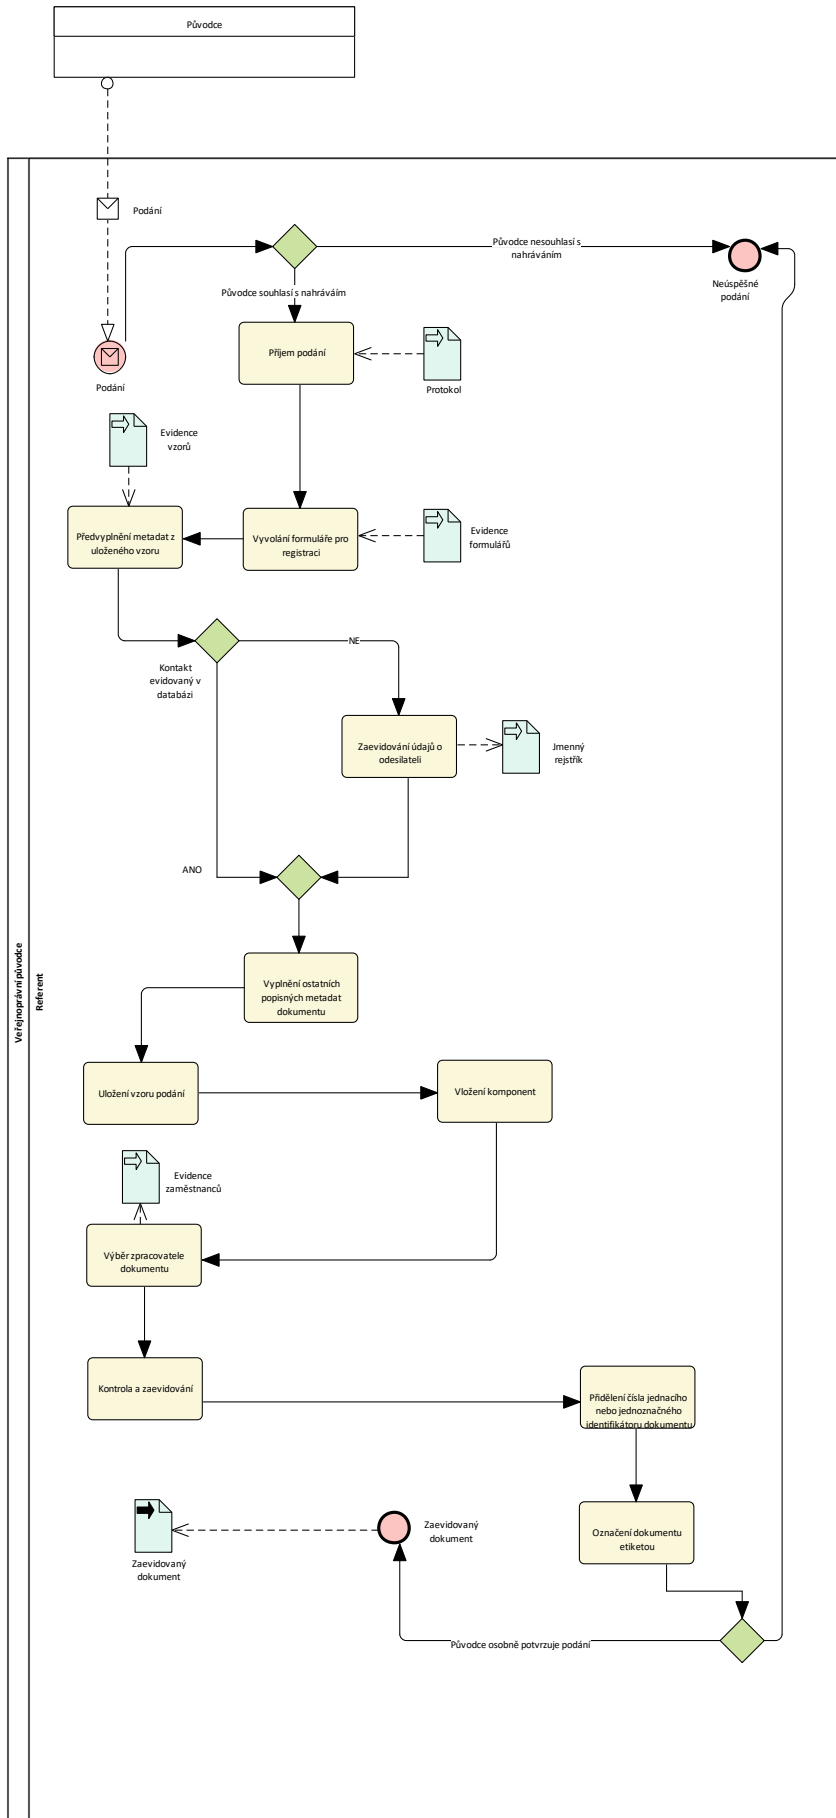 Původce
Podání
Původce nesouhlasí s
nahráváním
Neúspěšné
podání
Původce souhlasí s nahráváím
Příjem podání
Protokol
Podání
Evidence
vzorů
Předvyplnění metadat z
uloženého vzoru
Vyvolání formuláře pro
registraci
Evidence
formulářů
NE
Kontakt
evidovaný v
databázi
Zaevidování údajů o
odesílateli
Jmenný
rejstřík
ANO
Veřejnoprávní původce
Referent
Vyplnění ostatních
popisných metadat
dokumentu
Uložení vzoru podání
Vložení komponent
Evidence
zaměstnanců
Výběr zpracovatele
dokumentu
Kontrola a zaevidování
Přidělení čísla jednacího
nebo jednoznačného
identifikátoru dokumentu
Zaevidovaný
dokument
Označení dokumentu
etiketou
Zaevidovaný
dokument
Původce osobně potvrzuje podání